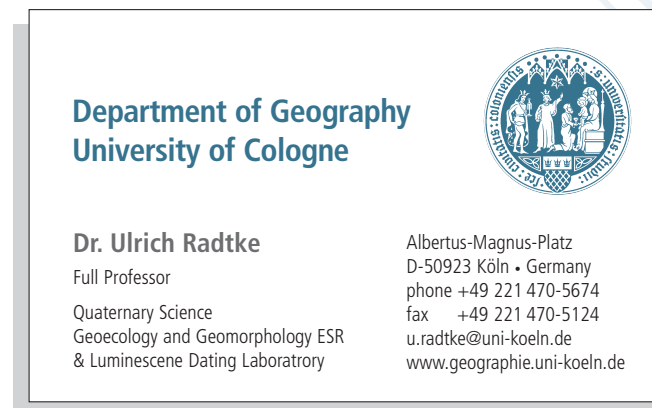 Department of Geography
University of Cologne
Dr. Ulrich Radtke
Full Professor
Quaternary Science
Geoecology and Geomorphology ESR
& Luminescene Dating Laboratrory
Albertus-Magnus-Platz
D-50923 Köln • Germany
phone +49 221 470-5674
fax +49 221 470-5124
u.radtke@uni-koeln.de
www.geographie.uni-koeln.de